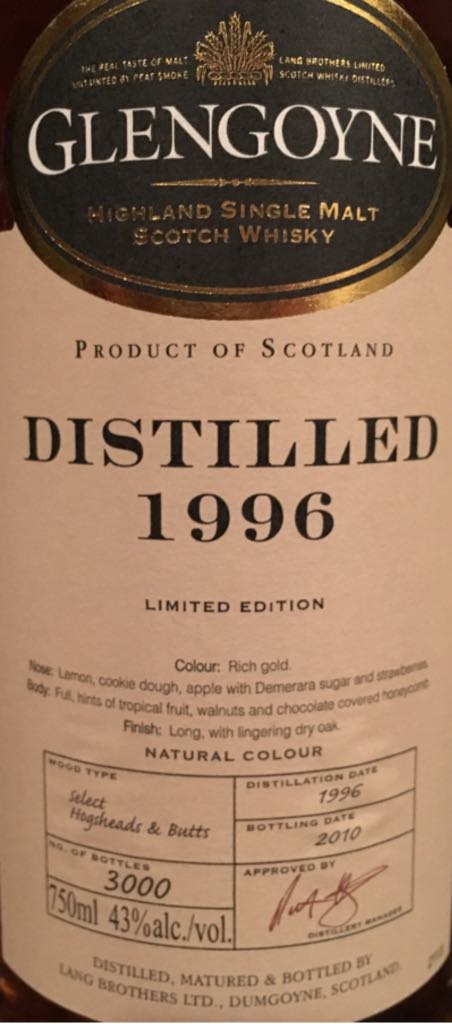 THE REAL TASTE OF MALT
UNTAINTED BY PEAT SMOKE
LANG BROTHERS LIMITED
SCOTCH WHISKY DISTILLERS
GLENGOYNE
HIGHLAND SINGLE MALT
SCOTCH WHISKY
PRODUCT OF SCOTLAND
DISTILLED
1996
LIMITED EDITION
Colour: Rich gold.
Nose: Lemon, cookie dough, apple with Demerara sugar and strawberries.
Body: Full, hints of tropical fruit, walnuts and chocolate covered honeycomb.
Finish: Long, with lingering dry oak.
NATURAL COLOUR
WOOD TYPE
Select
Hogsheads & Butts
NO. OF BOTTLES
3000
750ml 43%alc./vol.
DISTILLATION DATE
1996
BOTTLING DATE
2010
APPROVED BY
DISTILLERY MANAGER
DISTILLED, MATURED & BOTTLED BY
LANG BROTHERS LTD., DUMGOYNE, SCOTLAND.